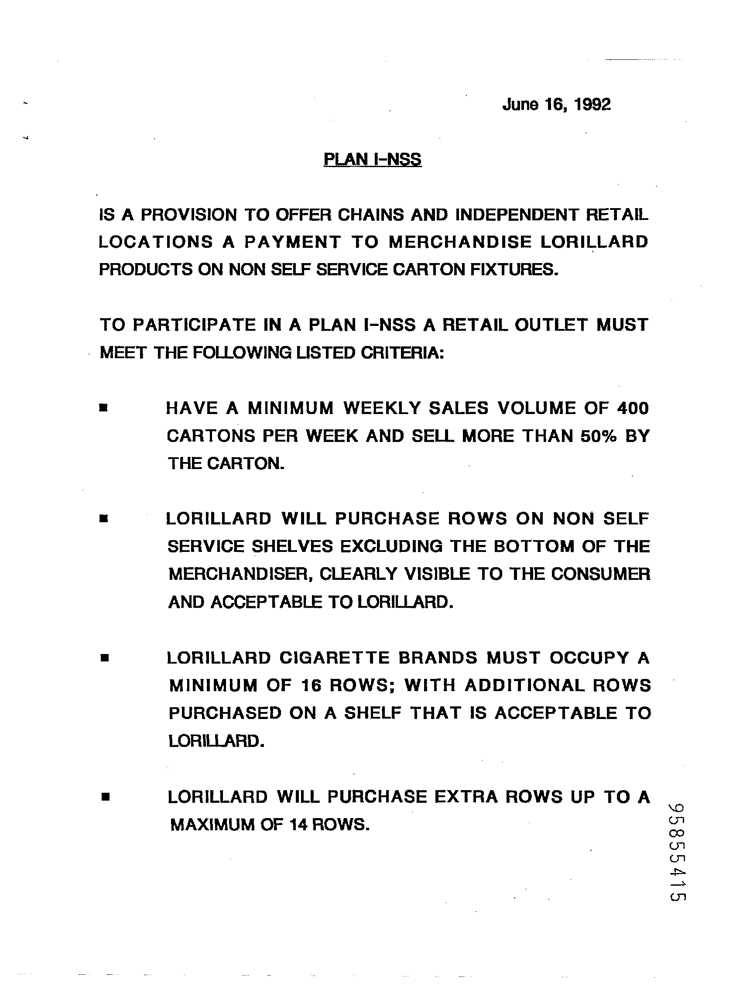 June 16, 1992
PLAN I-NSS
IS A PROVISION TO OFFER CHAINS AND INDEPENDENT RETAIL
LOCATIONS A PAYMENT TO MERCHANDISE LORILLARD
PRODUCTS ON NON SELF SERVICE CARTON FIXTURES.
TO PARTICIPATE IN A PLAN I-NSS A RETAIL OUTLET MUST
MEET THE FOLLOWING LISTED CRITERIA:
■ HAVE A MINIMUM WEEKLY SALES VOLUME OF 400
CARTONS PER WEEK AND SELL MORE THAN 50% BY
THE CARTON.
■ LORILLARD WILL PURCHASE ROWS ON NON SELF
SERVICE SHELVES EXCLUDING THE BOTTOM OF THE
MERCHANDISER, CLEARLY VISIBLE TO THE CONSUMER
AND ACCEPTABLE TO LORILLARD.
■ LORILLARD CIGARETTE BRANDS MUST OCCUPY A
MINIMUM OF 16 ROWS; WITH ADDITIONAL ROWS
PURCHASED ON A SHELF THAT IS ACCEPTABLE TO
LORILLARD.
■ LORILLARD WILL PURCHASE EXTRA ROWS UP TO A
MAXIMUM OF 14 ROWS.
95855415